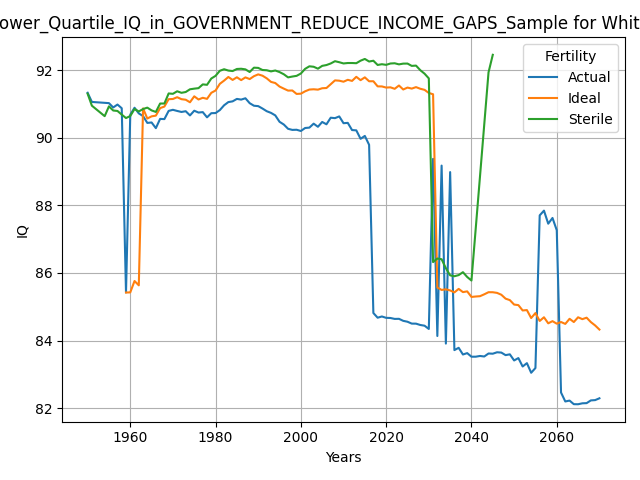 ower_Quartile_IQ_in_GOVERNMENT_REDUCE_INCOME_GAPS_Sample for Whit
Fertility
Actual
Ideal
Sterile
IQ
92
90
88
86
84
82
1960
1980
2000
2020
2040
2060
Years